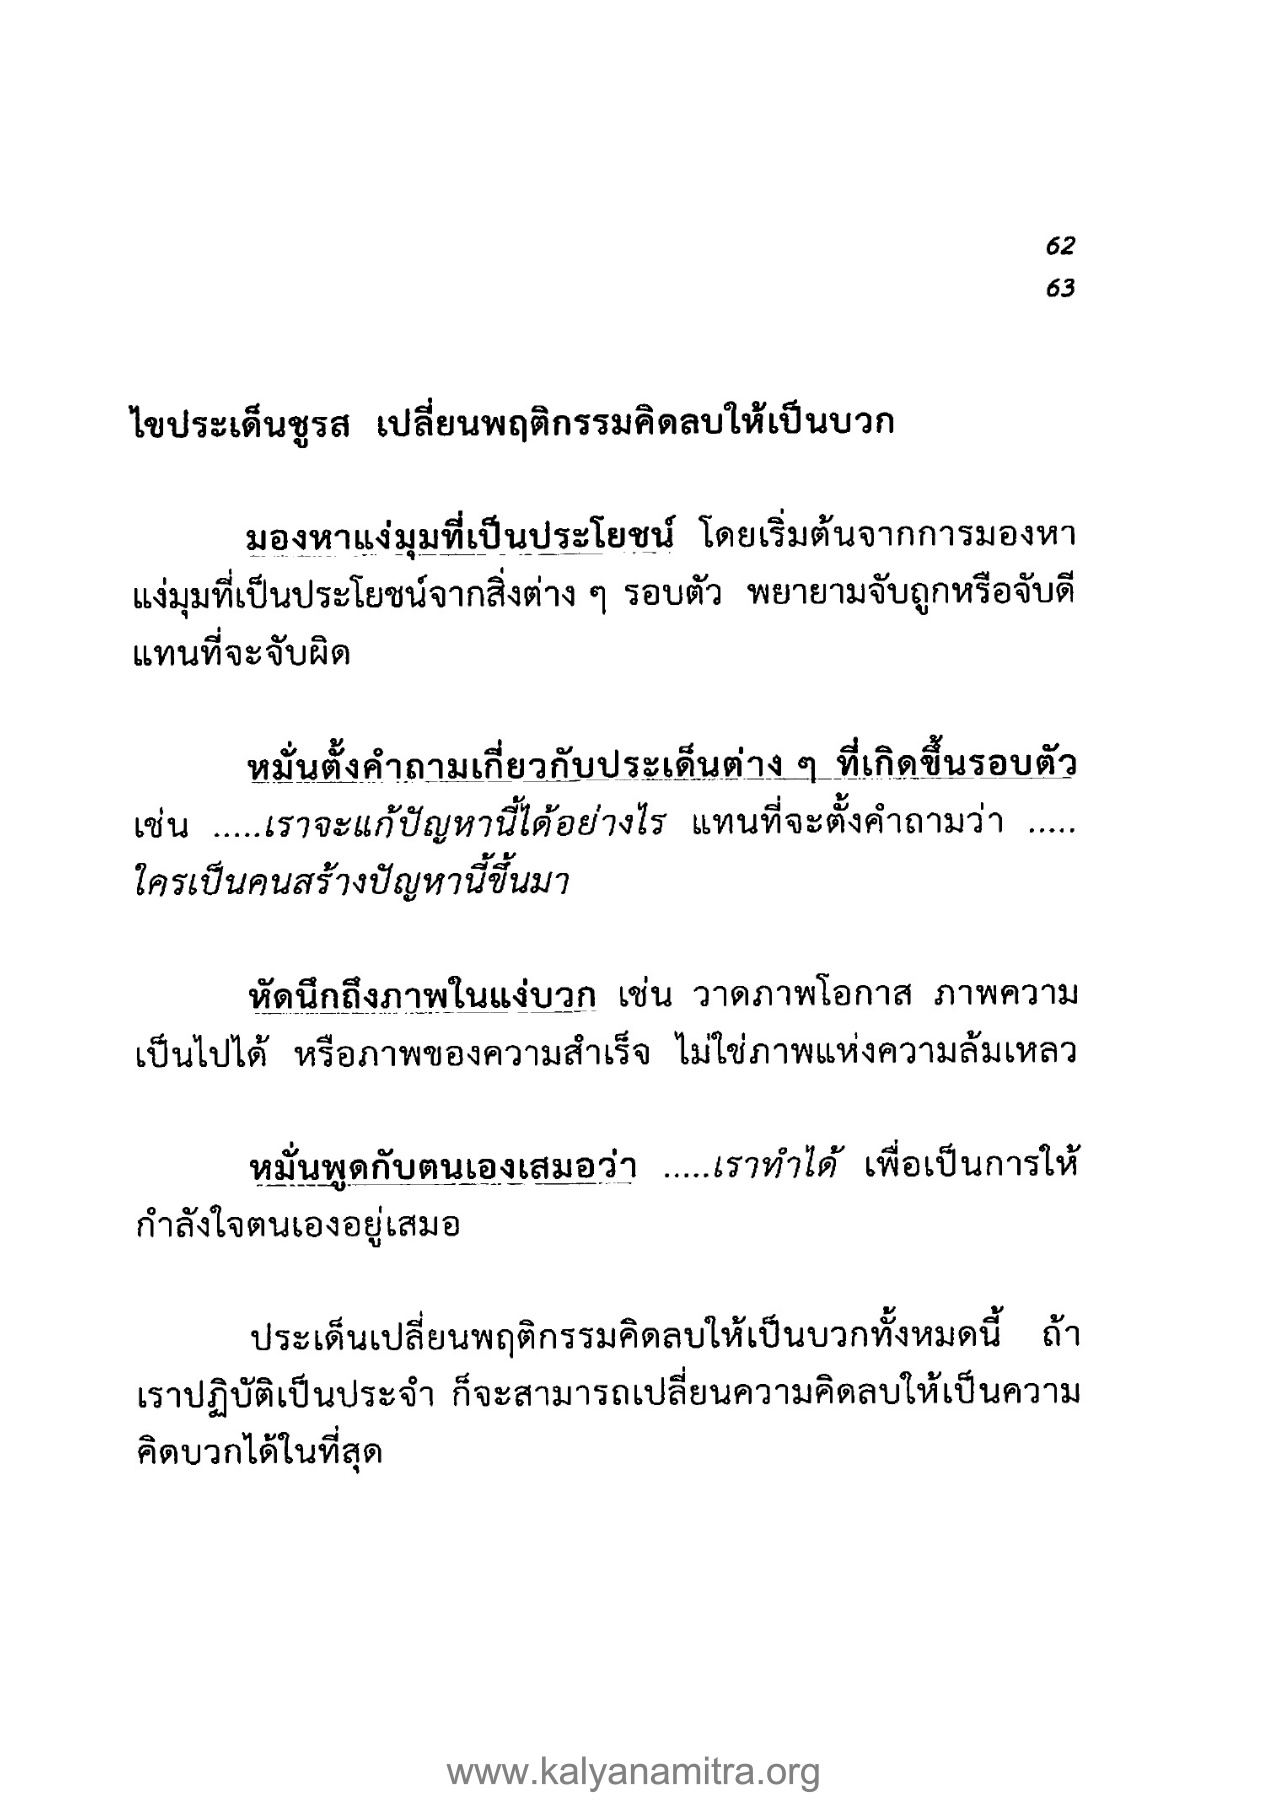 62
63
ไขประเด็นชูรส เปลี่ยนพฤติกรรมคิดลบให้เป็นบวก
มองหาแง่มุมที่เป็นประโยชน์ โดยเริ่มต้นจากการมองหา
แง่มุมที่เป็นประโยชน์จากสิ่งต่าง ๆ รอบตัว พยายามจับถูกหรือจับดี
แทนที่จะจับผิด
หมั่นตั้งคำถามเกี่ยวกับประเด็นต่าง ๆ ที่เกิดขึ้นรอบตัว
เช่น .....เราจะแก้ปัญหานี้ได้อย่างไร แทนที่จะตั้งคำถามว่า .....
ใครเป็นคนสร้างปัญหานี้ขึ้นมา
หัดนึกถึงภาพในแง่บวก เช่น วาดภาพโอกาส ภาพความ
เป็นไปได้ หรือภาพของความสำเร็จ ไม่ใช่ภาพแห่งความล้มเหลว
หมั่นพูดกับตนเองเสมอว่า .....เราทำได้ เพื่อเป็นการให้
กำลังใจตนเองอยู่เสมอ
ประเด็นเปลี่ยนพฤติกรรมคิดลบให้เป็นบวกทั้งหมดนี้ ถ้า
เราปฏิบัติเป็นประจำ ก็จะสามารถเปลี่ยนความคิดลบให้เป็นความ
คิดบวกได้ในที่สุด
www.kalyanamitra.org